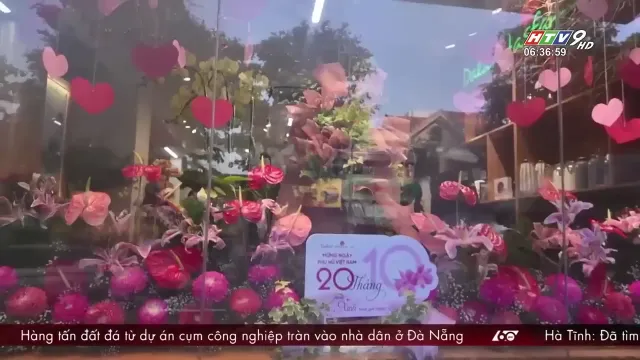 HTV9 HD
06:36:59
MỪNG NGÀY
PHỤ NỮ VIỆT NAM
20 Tháng 10
Hàng tấn đất đá từ dự án cụm công nghiệp tràn vào nhà dân ở Đà Nẵng
60
Hà Tĩnh: Đã tìm